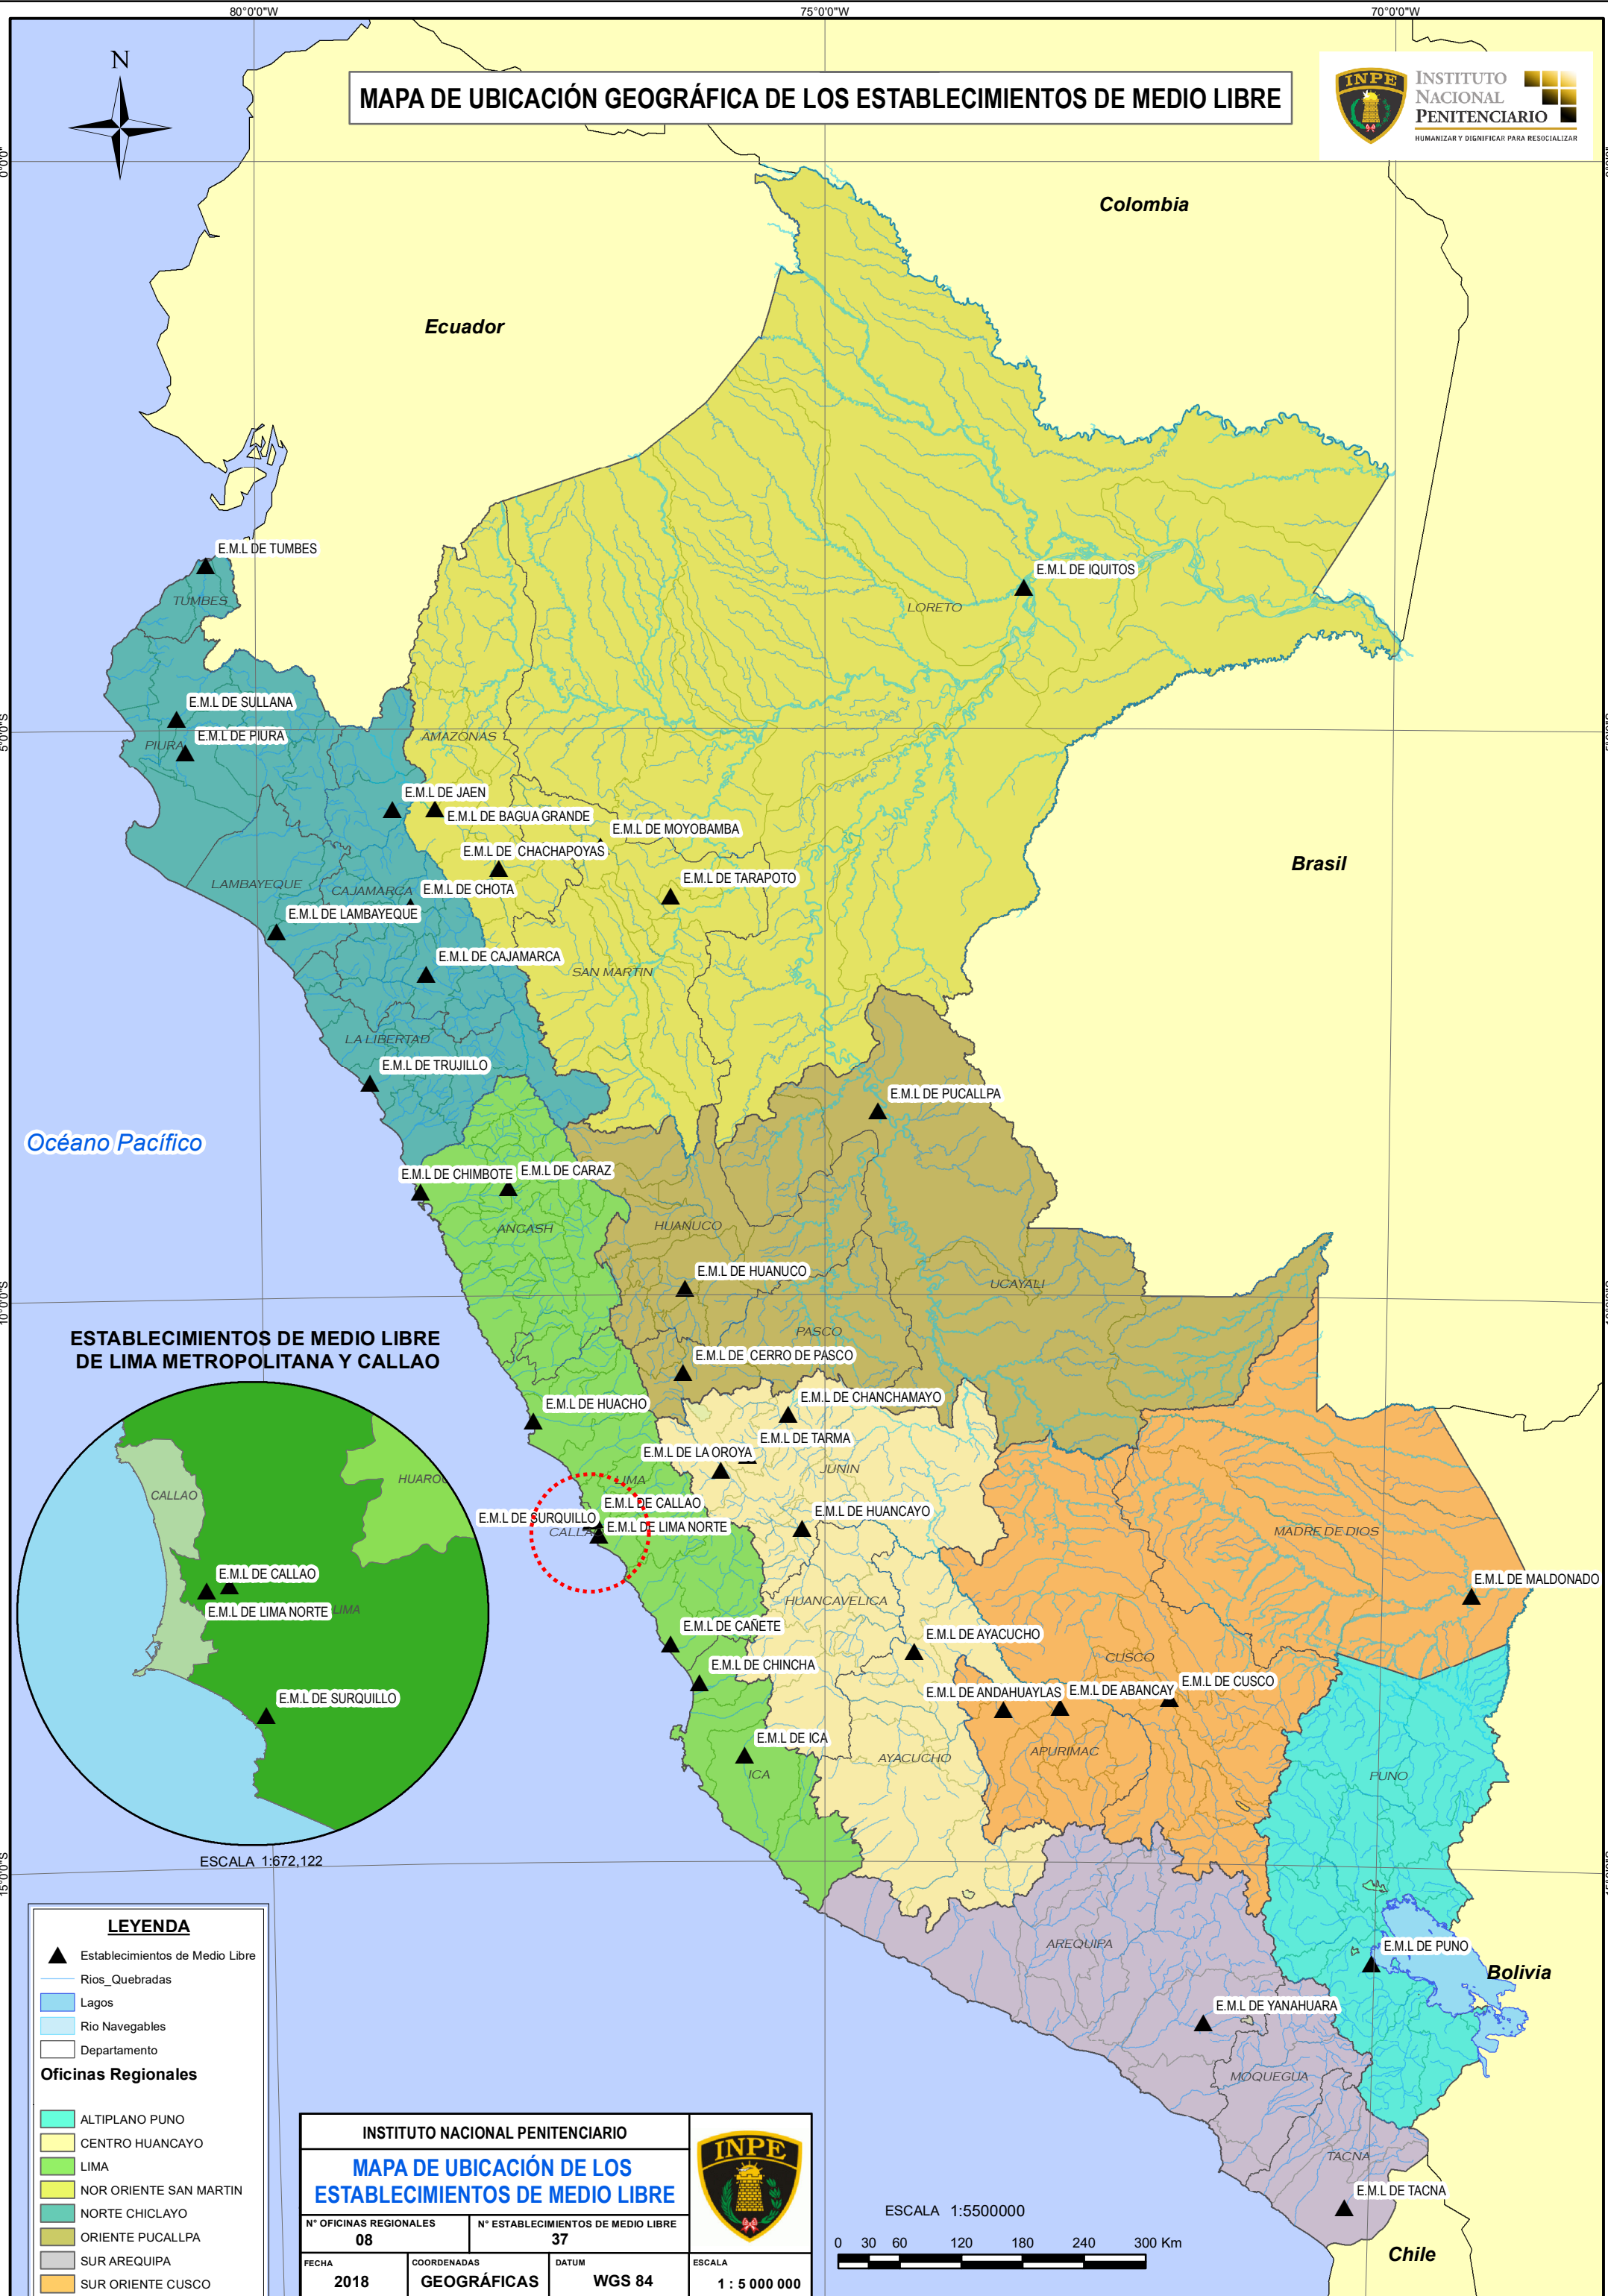 80°0'0"W
75°0'0"W
70°0'0"W
N
MAPA DE UBICACIÓN GEOGRÁFICA DE LOS ESTABLECIMIENTOS DE MEDIO LIBRE
INPE
INSTITUTO
NACIONAL
PENITENCIARIO
HUMANIZAR Y DIGNIFICAR PARA RESOCIALIZAR
0°0'0"
Colombia
Ecuador
E.M.L DE TUMBES
TUMBES
E.M.L DE IQUITOS
LORETO
E.M.L DE SULLANA
E.M.L DE PIURA
PIURA
AMAZONAS
5°0'0"S
E.M.L DE JAEN
E.M.L DE BAGUA GRANDE
E.M.L DE MOYOBAMBA
E.M.L DE CHACHAPOYAS
Brasil
E.M.L DE TARAPOTO
LAMBAYEQUE
CAJAMARCA
E.M.L DE CHOTA
E.M.L DE LAMBAYEQUE
E.M.L DE CAJAMARCA
SAN MARTIN
LA LIBERTAD
E.M.L DE TRUJILLO
E.M.L DE PUCALLPA
Océano Pacífico
E.M.L DE CHIMBOTE
E.M.L DE CARAZ
ANCASH
HUANUCO
E.M.L DE HUANUCO
UCAYALI
10°0'0"S
PASCO
E.M.L DE CERRO DE PASCO
ESTABLECIMIENTOS DE MEDIO LIBRE
DE LIMA METROPOLITANA Y CALLAO
E.M.L DE HUACHO
E.M.L DE CHANCHAMAYO
E.M.L DE TARMA
E.M.L DE LA OROYA
JUNIN
LIMA
E.M.L DE CALLAO
E.M.L DE SURQUILLO
E.M.L DE LIMA NORTE
E.M.L DE HUANCAYO
MADRE DE DIOS
E.M.L DE MALDONADO
HUANCAVELICA
CALLAO
E.M.L DE CALLAO
E.M.L DE LIMA NORTE
LIMA
E.M.L DE SURQUILLO
E.M.L DE CAÑETE
E.M.L DE AYACUCHO
E.M.L DE CHINCHA
CUSCO
E.M.L DE ANDAHUAYLAS
E.M.L DE ABANCAY
E.M.L DE CUSCO
E.M.L DE ICA
ICA
AYACUCHO
APURIMAC
PUNO
ESCALA 1:672,122
15°0'0"S
AREQUIPA
E.M.L DE PUNO
Bolivia
E.M.L DE YANAHUARA
MOQUEGUA
TACNA
E.M.L DE TACNA
Chile
LEYENDA
Establecimientos de Medio Libre
Rios_Quebradas
Lagos
Rio Navegables
Departamento
Oficinas Regionales
ALTIPLANO PUNO
CENTRO HUANCAYO
LIMA
NOR ORIENTE SAN MARTIN
NORTE CHICLAYO
ORIENTE PUCALLPA
SUR AREQUIPA
SUR ORIENTE CUSCO
INSTITUTO NACIONAL PENITENCIARIO
MAPA DE UBICACIÓN DE LOS
ESTABLECIMIENTOS DE MEDIO LIBRE
INPE
N° OFICINAS REGIONALES
08
N° ESTABLECIMIENTOS DE MEDIO LIBRE
37
FECHA
2018
COORDENADAS
GEOGRÁFICAS
DATUM
WGS 84
ESCALA
1 : 5 000 000
ESCALA 1:5500000
0 30 60 120 180 240 300 Km